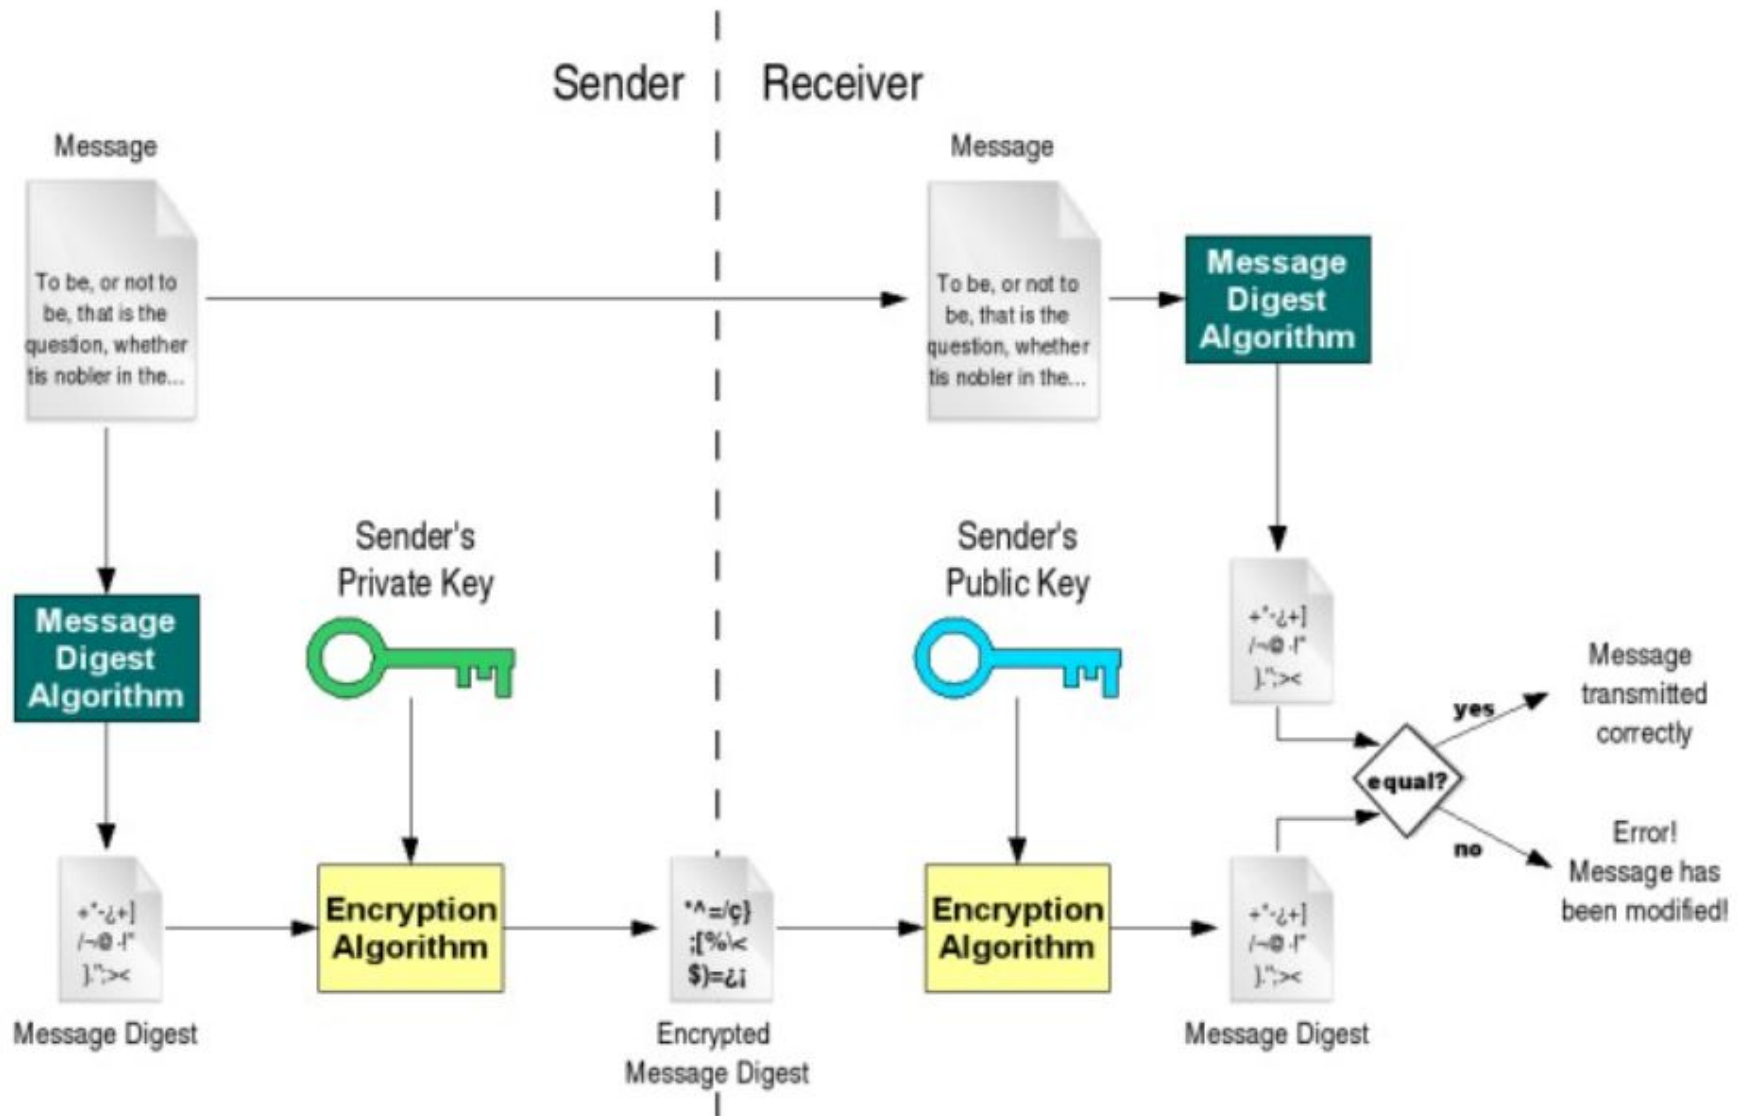 Sender
Receiver
Message
To be, or not to
be, that is the
question, whether
tis nobler in the...
Message
To be, or not to
be, that is the
question, whether
tis nobler in the...
Message
Digest
Algorithm
Sender's
Private Key
Sender's
Public Key
Message
Digest
Algorithm
+*-¿+]
/¬@·!"
}.";><
Message
transmitted
correctly
yes
equal?
no
Error!
Message has
been modified!
+*-¿+]
/¬@·!"
}.";><
Message Digest
Encryption
Algorithm
*^=/ç}
;[%\<
$)=¿¡
Encrypted
Message Digest
Encryption
Algorithm
+*-¿+]
/¬@·!"
}.";><
Message Digest